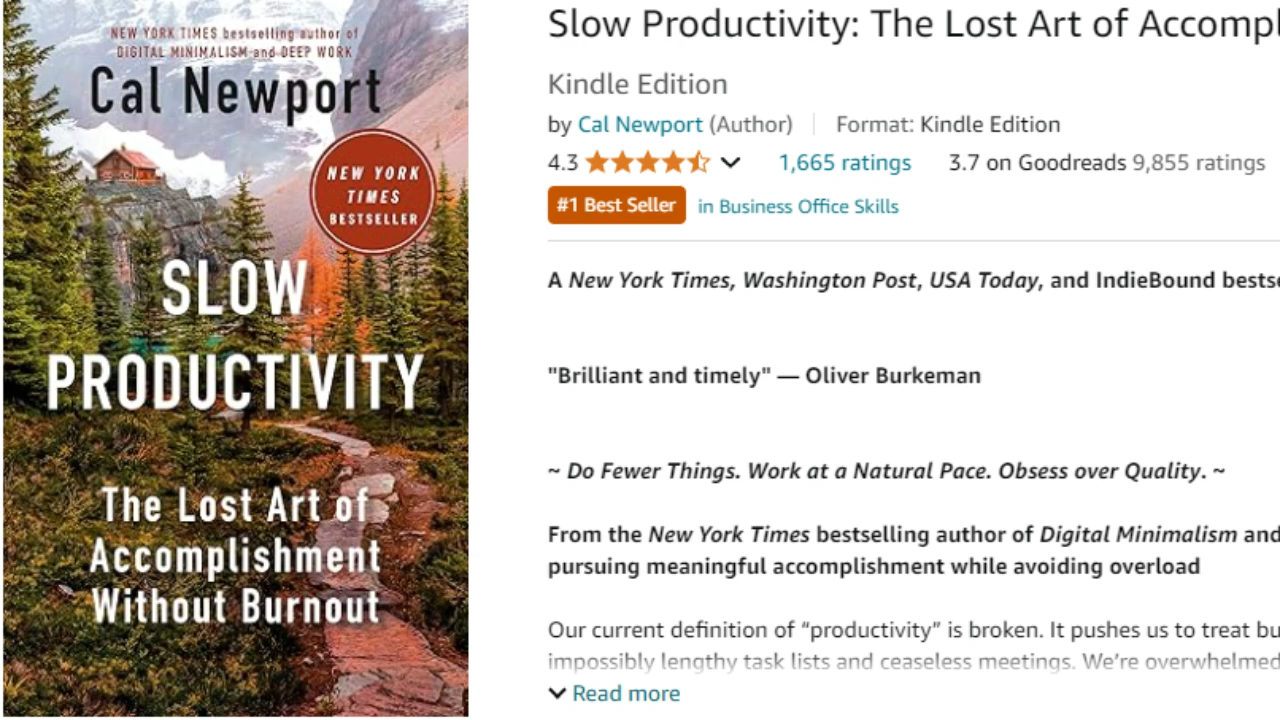 NEW YORK TIMES bestselling author of
DIGITAL MINIMALISM and DEEP WORK
Cal Newport
NEW YORK
TIMES
BESTSELLER
SLOW
PRODUCTIVITY
The Lost Art of
Accomplishment
Without Burnout
Slow Productivity: The Lost Art of Accompl
Kindle Edition
by Cal Newport (Author) Format: Kindle Edition
4.3 1,665 ratings 3.7 on Goodreads 9,855 ratings
#1 Best Seller in Business Office Skills
A New York Times, Washington Post, USA Today, and IndieBound bests
"Brilliant and timely" — Oliver Burkeman
~ Do Fewer Things. Work at a Natural Pace. Obsess over Quality. ~
From the New York Times bestselling author of Digital Minimalism and
pursuing meaningful accomplishment while avoiding overload
Our current definition of “productivity” is broken. It pushes us to treat bu
impossibly lengthy task lists and ceaseless meetings. We’re overwhelmed
Read more